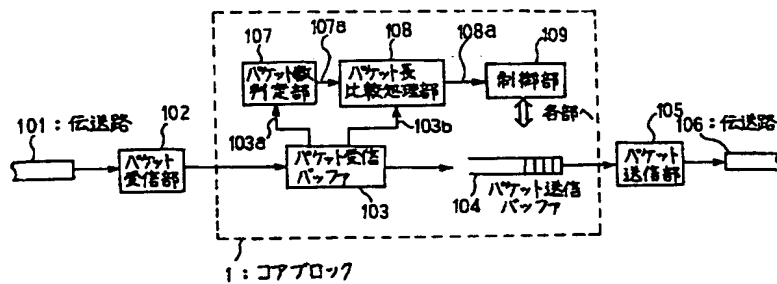 107
107a
108
108a
109
パケット数
判定部
パケット長
比較処理部
制御部
103a
103b
各部へ
101：伝送路
102
パケット
受信部
パケット受信
バッファ
103
104
パケット送信
バッファ
105
パケット
送信部
106：伝送路
1：コアブロック